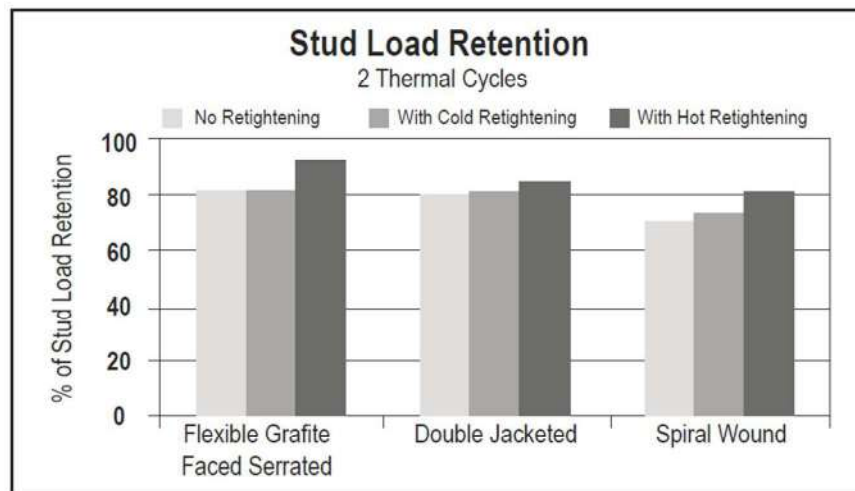 Stud Load Retention
2 Thermal Cycles
No Retightening With Cold Retightening With Hot Retightening
% of Stud Load Retention
100
80
60
40
20
0
Flexible Grafite Double Jacketed Spiral Wound
Faced Serrated